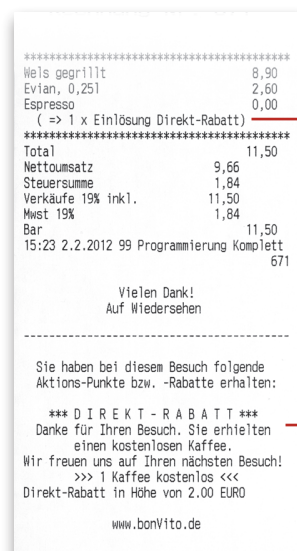 ****************************************
Wels gegrillt 8,90
Evian, 0,25l 2,60
Espresso 0,00
( => 1 x Einlösung Direkt-Rabatt)
****************************************
Total 11,50
Nettoumsatz 9,66
Steuersumme 1,84
Verkäufe 19% inkl. 11,50
Mwst 19% 1,84
Bar 11,50
15:23 2.2.2012 99 Programmierung Komplett
671
Vielen Dank!
Auf Wiedersehen
----------------------------------------
Sie haben bei diesem Besuch folgende
Aktions-Punkte bzw. -Rabatte erhalten:
*** D I R E K T - R A B A T T ***
Danke für Ihren Besuch. Sie erhielten
einen kostenlosen Kaffee.
Wir freuen uns auf Ihren nächsten Besuch!
>>> 1 Kaffee kostenlos <<<
Direkt-Rabatt in Höhe von 2.00 EURO
www.bonVito.de